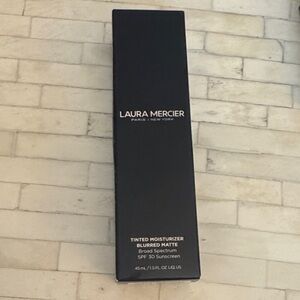 LAURA MERCIER
PARIS | NEW YORK
TINTED MOISTURIZER
BLURRED MATTE
Broad Spectrum
SPF 30 Sunscreen
45 mL / 1.5 FL OZ LIQ US